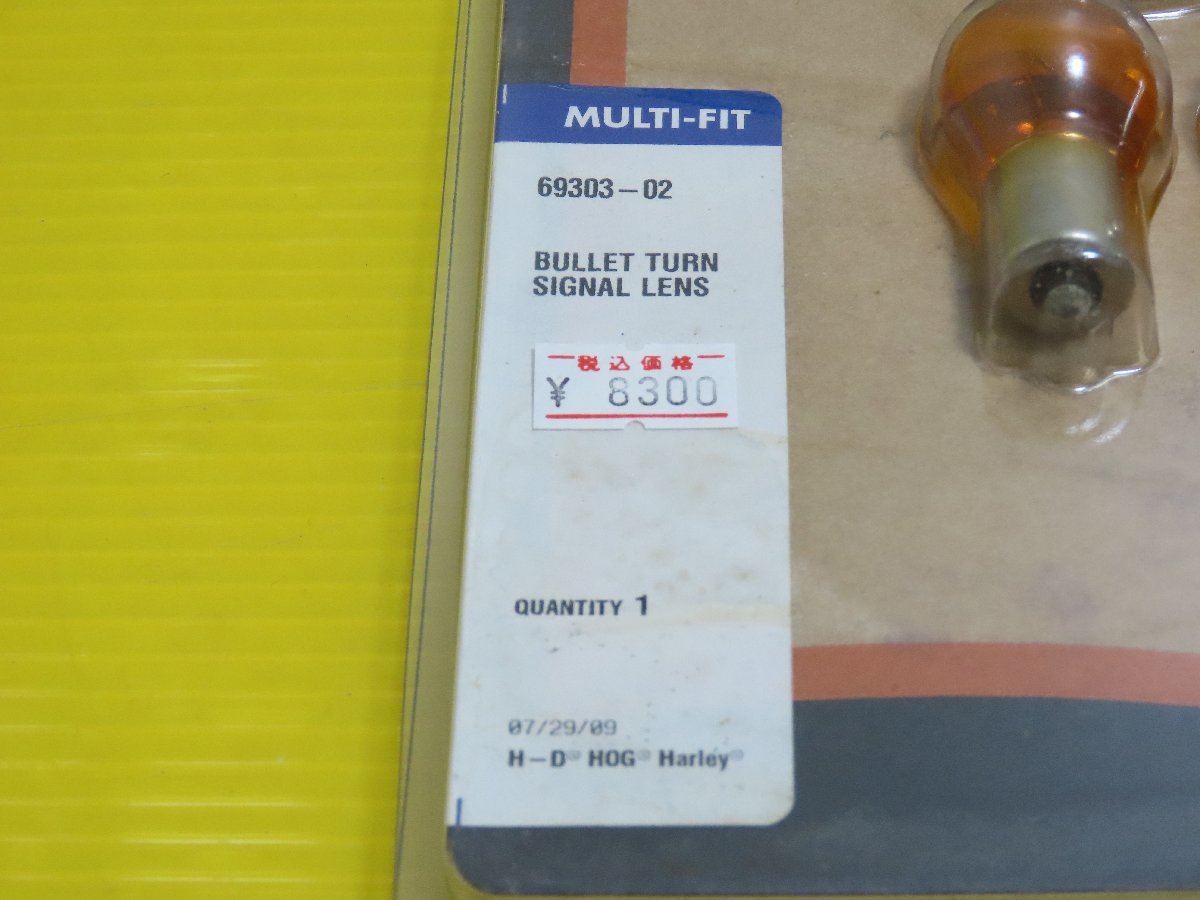 MULTI-FIT
69303-02
BULLET TURN
SIGNAL LENS
税込価格
¥ 8300
QUANTITY 1
07/29/09
H-D® HOG® Harley®